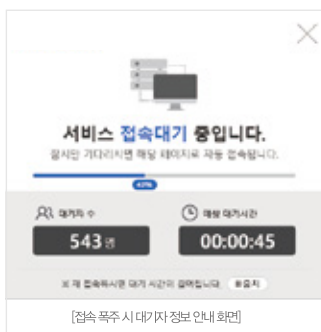 서비스 접속대기 중입니다.
잠시만 기다리시면 해당 페이지로 자동 접속됩니다.
42%
대기자 수
예상 대기시간
543 명
00:00:45
※ 재 접속하시면 대기 시간이 길어집니다.
[접속 폭주 시 대기자 정보 안내 화면]